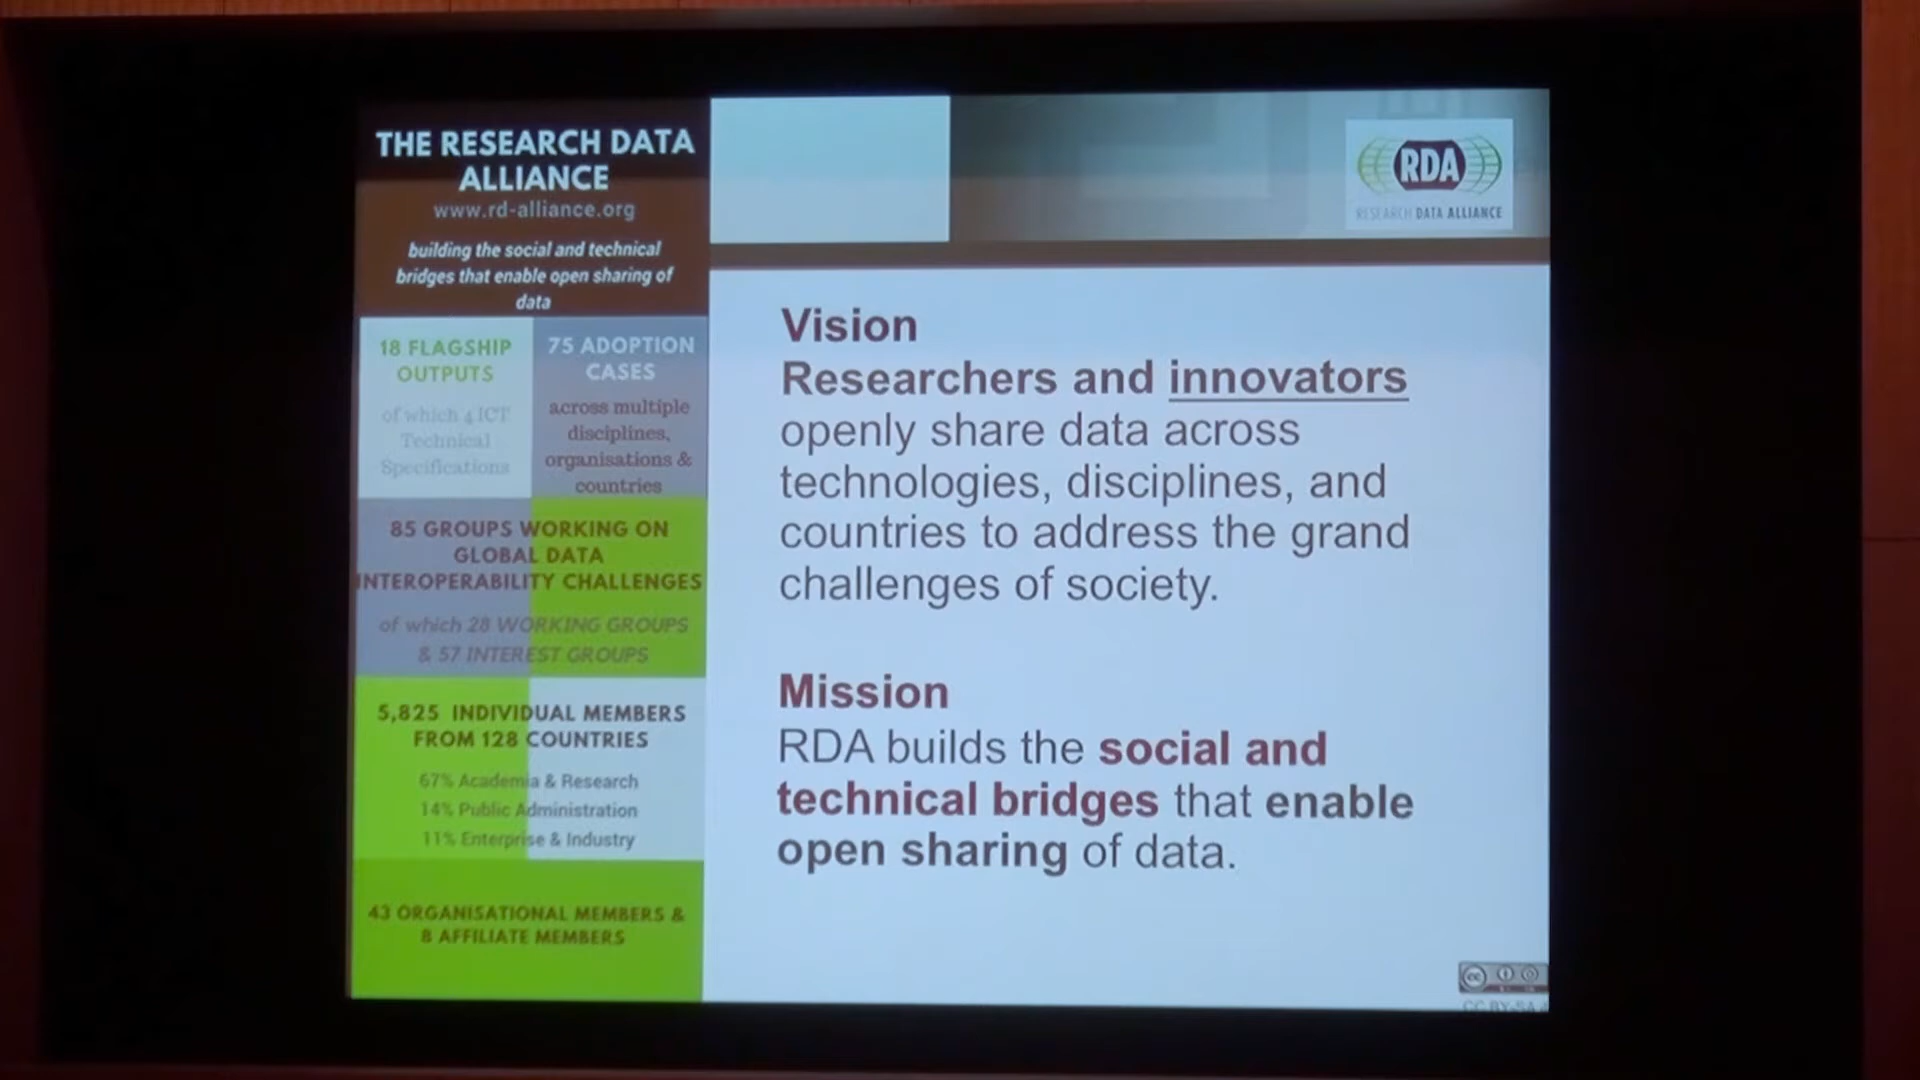 THE RESEARCH DATA
ALLIANCE
www.rd-alliance.org
building the social and technical
bridges that enable open sharing of
data
18 FLAGSHIP
OUTPUTS
of which 4 ICT
Technical
Specifications
75 ADOPTION
CASES
across multiple
disciplines,
organisations &
countries
85 GROUPS WORKING ON
GLOBAL DATA
INTEROPERABILITY CHALLENGES
of which 28 WORKING GROUPS
& 57 INTEREST GROUPS
5,825 INDIVIDUAL MEMBERS
FROM 128 COUNTRIES
67% Academia & Research
14% Public Administration
11% Enterprise & Industry
43 ORGANISATIONAL MEMBERS &
8 AFFILIATE MEMBERS
RDA
RESEARCH DATA ALLIANCE
Vision
Researchers and innovators
openly share data across
technologies, disciplines, and
countries to address the grand
challenges of society.
Mission
RDA builds the social and
technical bridges that enable
open sharing of data.
cc
CC BY-SA